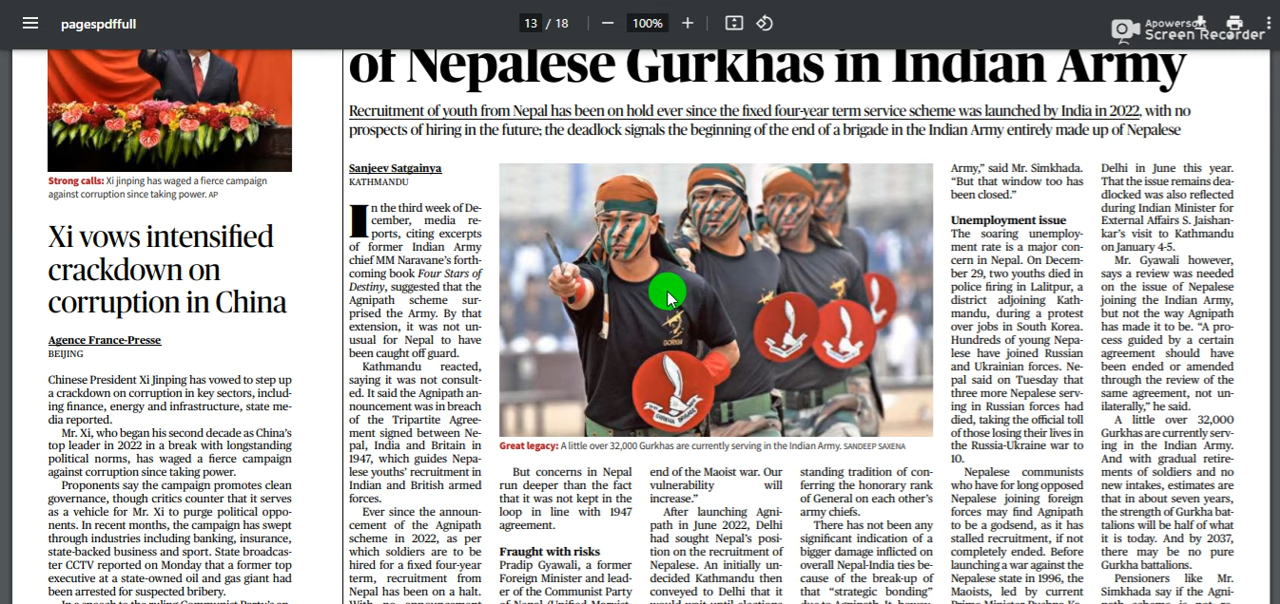 pagespdffull
13 / 18
100%
Apowersoft
Screen Recorder
of Nepalese Gurkhas in Indian Army
Recruitment of youth from Nepal has been on hold ever since the fixed four-year term service scheme was launched by India in 2022, with no
prospects of hiring in the future; the deadlock signals the beginning of the end of a brigade in the Indian Army entirely made up of Nepalese
Strong calls: Xi jinping has waged a fierce campaign
against corruption since taking power. AP
Xi vows intensified
crackdown on
corruption in China
Agence France-Presse
BEIJING
Chinese President Xi Jinping has vowed to step up
a crackdown on corruption in key sectors, includ-
ing finance, energy and infrastructure, state me-
dia reported.
Mr. Xi, who began his second decade as China's
top leader in 2022 in a break with longstanding
political norms, has waged a fierce campaign
against corruption since taking power.
Proponents say the campaign promotes clean
governance, though critics counter that it serves
as a vehicle for Mr. Xi to purge political oppo-
nents. In recent months, the campaign has swept
through industries including banking, insurance,
state-backed business and sport. State broadcas-
ter CCTV reported on Monday that a former top
executive at a state-owned oil and gas giant had
been arrested for suspected bribery.
Sanjeev Satgainya
KATHMANDU
In the third week of De-
cember, media re-
ports, citing excerpts
of former Indian Army
chief MM Naravane's forth-
coming book Four Stars of
Destiny, suggested that the
Agnipath scheme sur-
prised the Army. By that
extension, it was not un-
usual for Nepal to have
been caught off guard.
Kathmandu reacted,
saying it was not consult-
ed. It said the Agnipath an-
nouncement was in breach
of the Tripartite Agree-
ment signed between Ne-
pal, India and Britain in
1947, which guides Nepa-
lese youths' recruitment in
Indian and British armed
forces.
Ever since the announ-
cement of the Agnipath
scheme in 2022, as per
which soldiers are to be
hired for a fixed four-year
term, recruitment from
Nepal has been on a halt.
GORKHA
Great legacy: A little over 32,000 Gurkhas are currently serving in the Indian Army. SANDEEP SAXENA
But concerns in Nepal
run deeper than the fact
that it was not kept in the
loop in line with 1947
agreement.
Fraught with risks
Pradip Gyawali, a former
Foreign Minister and lead-
er of the Communist Party
end of the Maoist war. Our
vulnerability will
increase."
After launching Agni-
path in June 2022, Delhi
had sought Nepal's posi-
tion on the recruitment of
Nepalese. An initially un-
decided Kathmandu then
conveyed to Delhi that it
standing tradition of con-
ferring the honorary rank
of General on each other's
army chiefs.
There has not been any
significant indication of a
bigger damage inflicted on
overall Nepal-India ties be-
cause of the break-up of
that "strategic bonding"
Army," said Mr. Simkhada.
"But that window too has
been closed."
Unemployment issue
The soaring unemploy-
ment rate is a major con-
cern in Nepal. On Decem-
ber 29, two youths died in
police firing in Lalitpur, a
district adjoining Kath-
mandu, during a protest
over jobs in South Korea.
Hundreds of young Nepa-
lese have joined Russian
and Ukrainian forces. Ne-
pal said on Tuesday that
three more Nepalese serv-
ing in Russian forces had
died, taking the official toll
of those losing their lives in
the Russia-Ukraine war to
10.
Nepalese communists
who have for long opposed
Nepalese joining foreign
forces may find Agnipath
to be a godsend, as it has
stalled recruitment, if not
completely ended. Before
launching a war against the
Nepalese state in 1996, the
Maoists, led by current
Delhi in June this year.
That the issue remains dea-
dlocked was also reflected
during Indian Minister for
External Affairs S. Jaishan-
kar's visit to Kathmandu
on January 4-5.
Mr. Gyawali however,
says a review was needed
on the issue of Nepalese
joining the Indian Army,
but not the way Agnipath
has made it to be. "A pro-
cess guided by a certain
agreement should have
been ended or amended
through the review of the
same agreement, not un-
ilaterally," he said.
A little over 32,000
Gurkhas are currently serv-
ing in the Indian Army.
And with gradual retire-
ments of soldiers and no
new intakes, estimates are
that in about seven years,
the strength of Gurkha bat-
talions will be half of what
it is today. And by 2037,
there may be no pure
Gurkha battalions.
Pensioners like Mr.